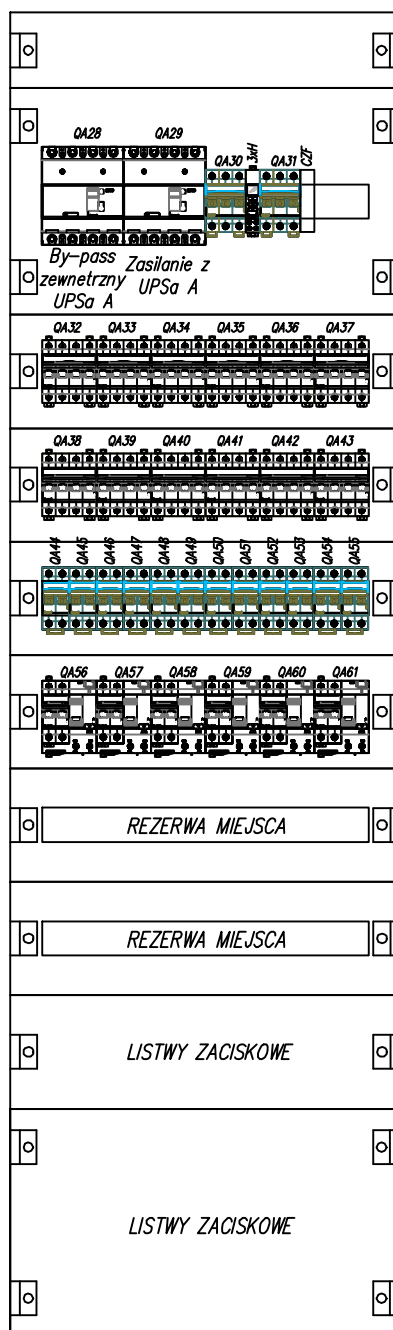 QA28 QA29 QA30 3xH QA31 CZF
By-pass zewnetrzny UPSa A
Zasilanie z UPSa A
QA32 QA33 QA34 QA35 QA36 QA37
QA38 QA39 QA40 QA41 QA42 QA43
QA44 QA45 QA46 QA47 QA48 QA49 QA50 QA51 QA52 QA53 QA54 QA55
QA56 QA57 QA58 QA59 QA60 QA61
REZERWA MIEJSCA
REZERWA MIEJSCA
LISTWY ZACISKOWE
LISTWY ZACISKOWE